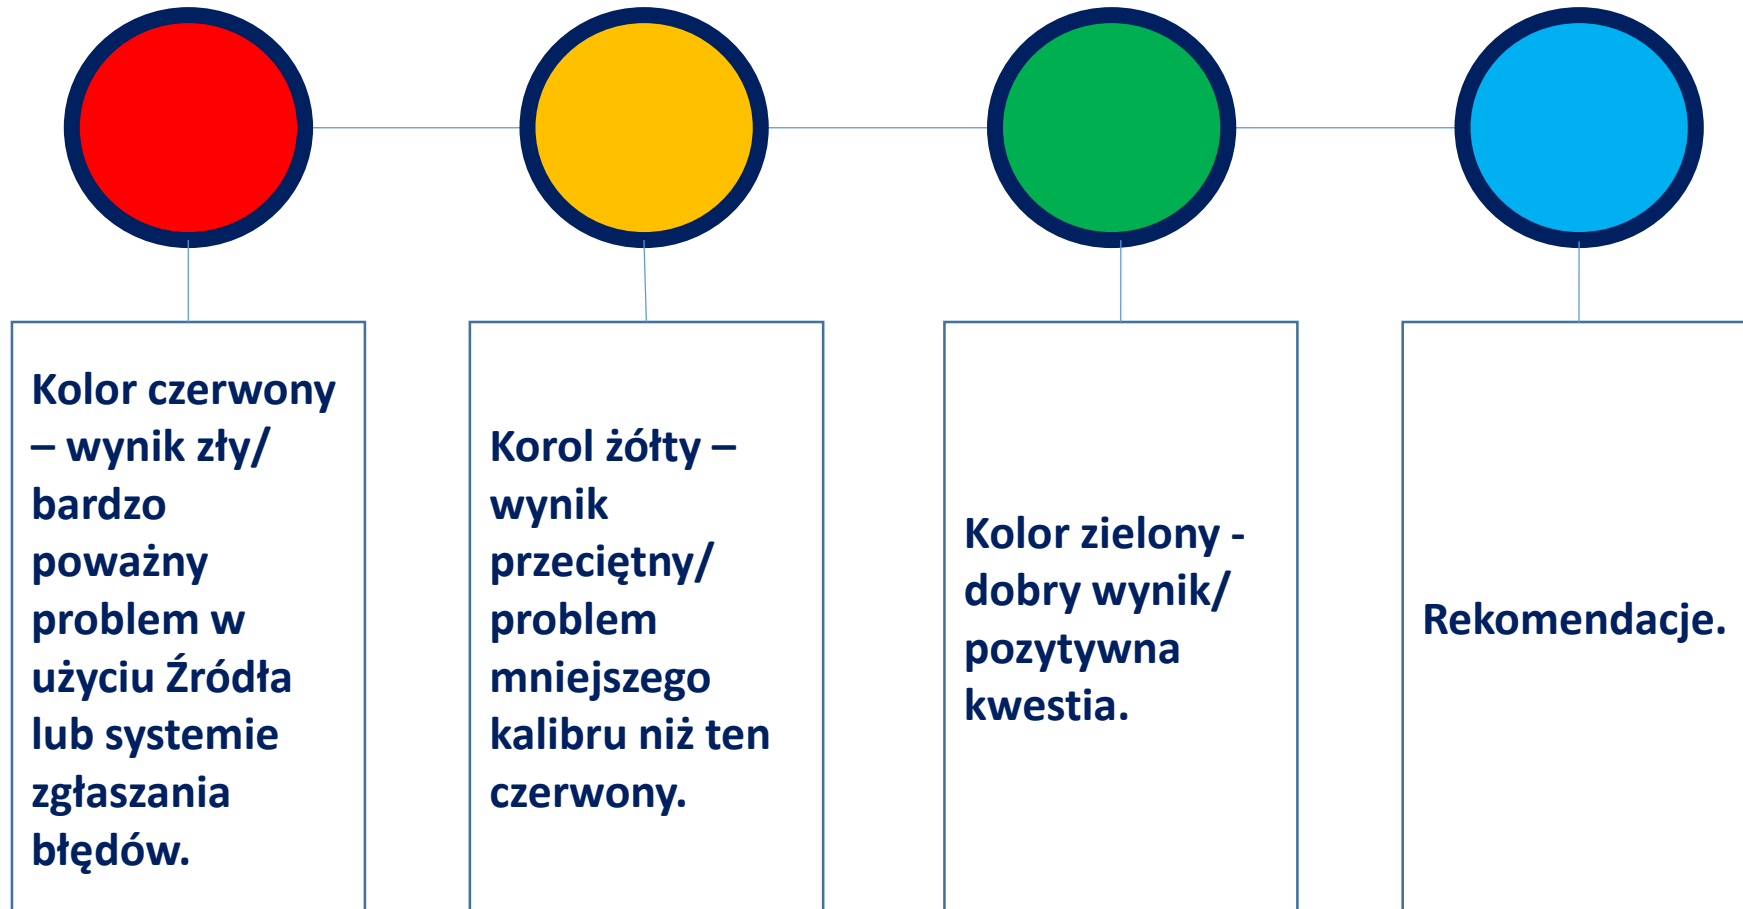 Kolor czerwony
– wynik zły/
bardzo
poważny
problem w
użyciu Źródła
lub systemie
zgłaszania
błędów.
Korol żółty –
wynik
przeciętny/
problem
mniejszego
kalibru niż ten
czerwony.
Kolor zielony -
dobry wynik/
pozytywna
kwestia.
Rekomendacje.